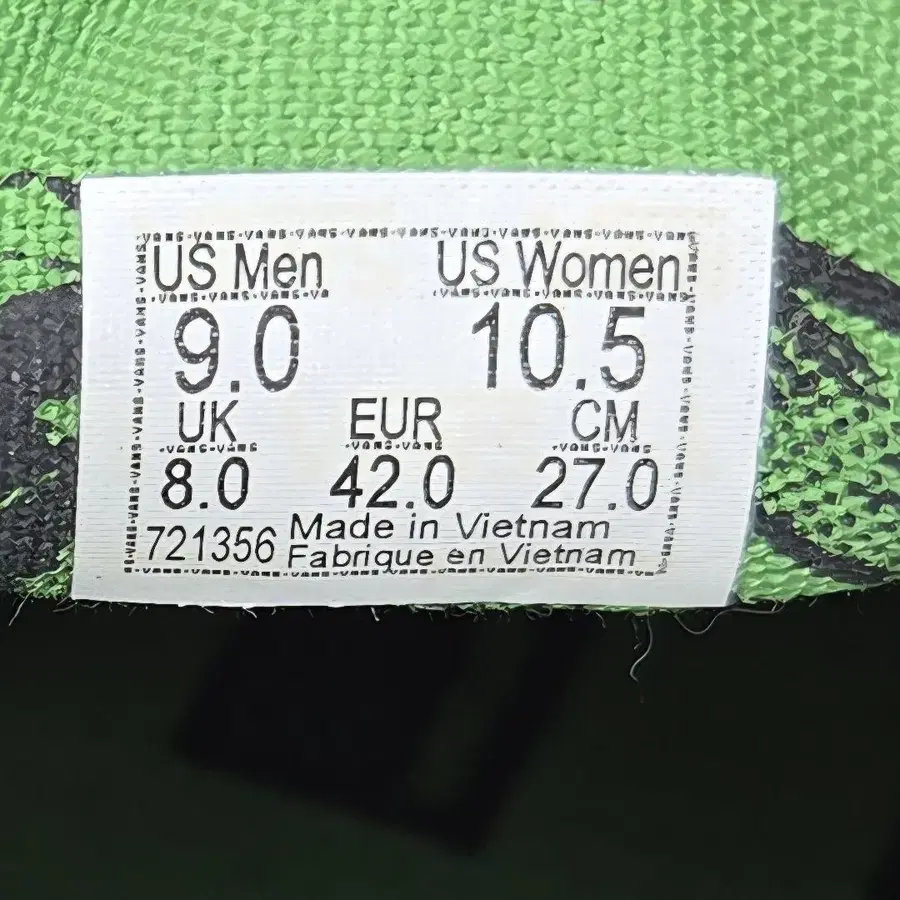 US Men US Women
9.0 10.5
UK EUR CM
8.0 42.0 27.0
721356 Made in Vietnam
Fabrique en Vietnam